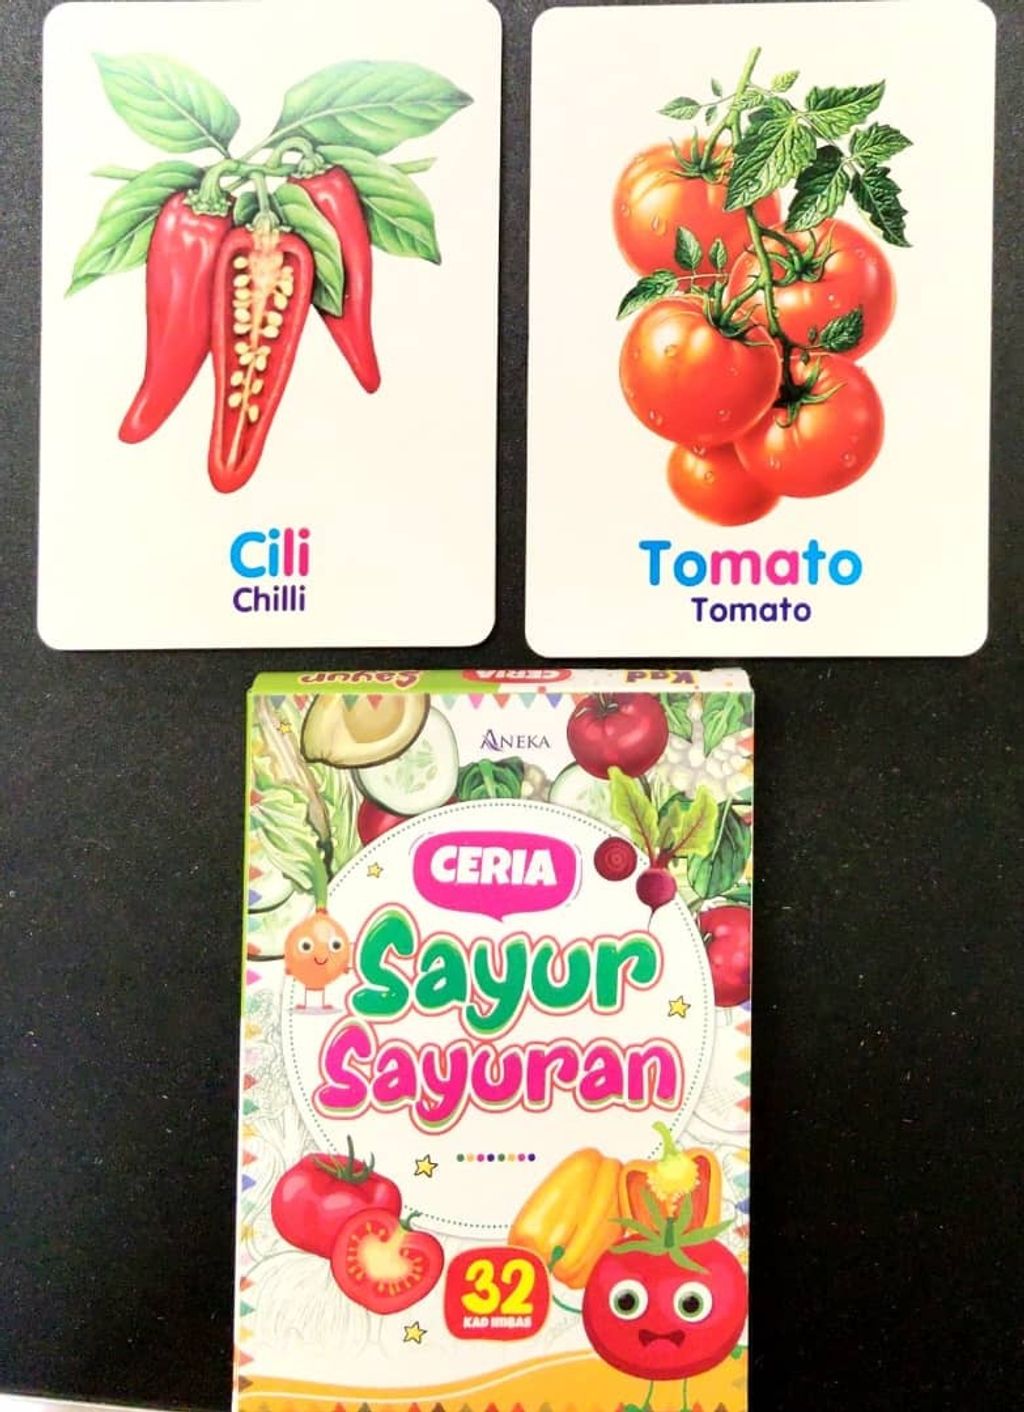 Cili
Chilli
Tomato
Tomato
Sayur
CERIA
Kad
ANEKA
CERIA
Sayur
Sayuran
32
KAD IMBAS